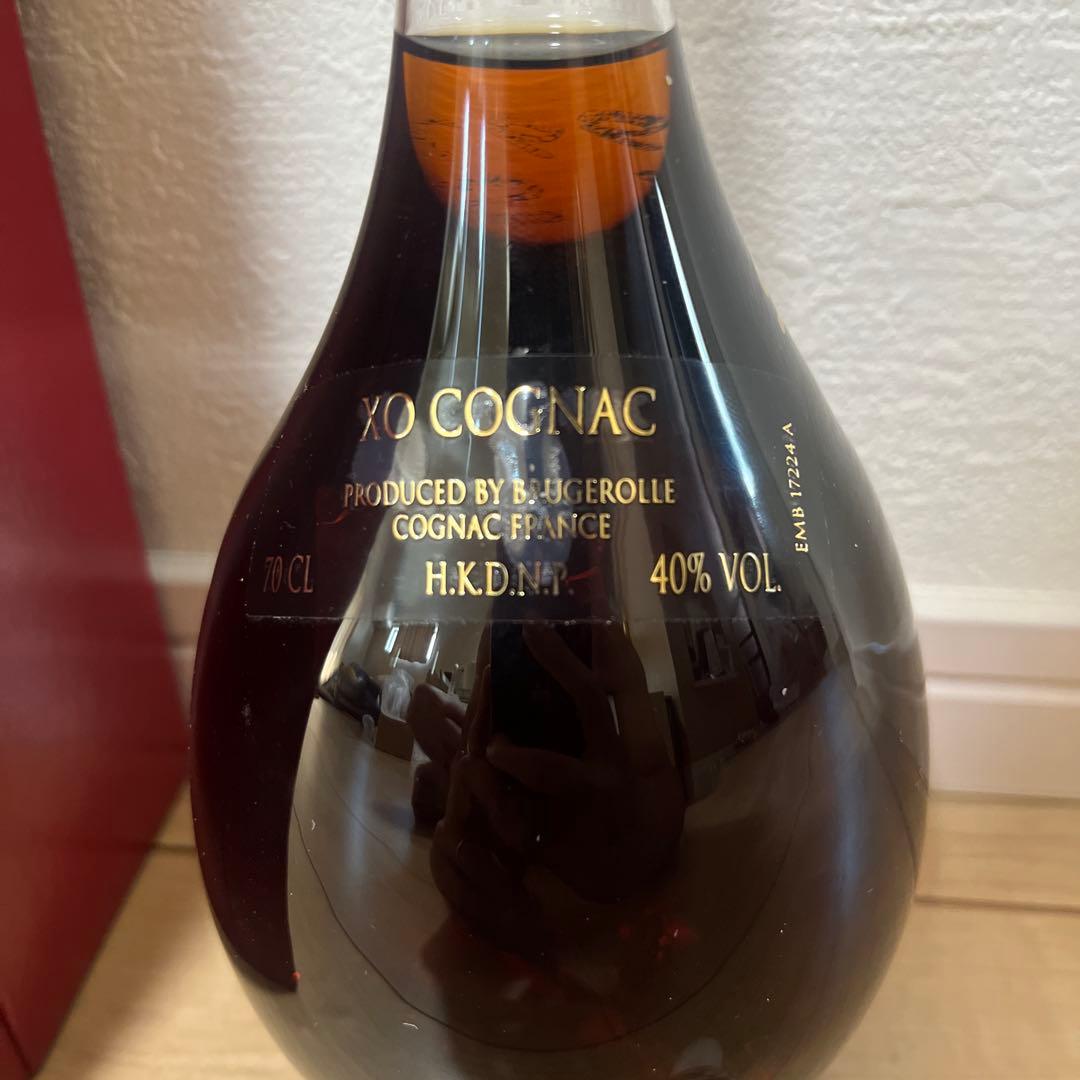 XO COGNAC
PRODUCED BY BRUGEROLLE
COGNAC FRANCE
70 CL H.K.D.N.P. 40% VOL.
EMB 17224 A